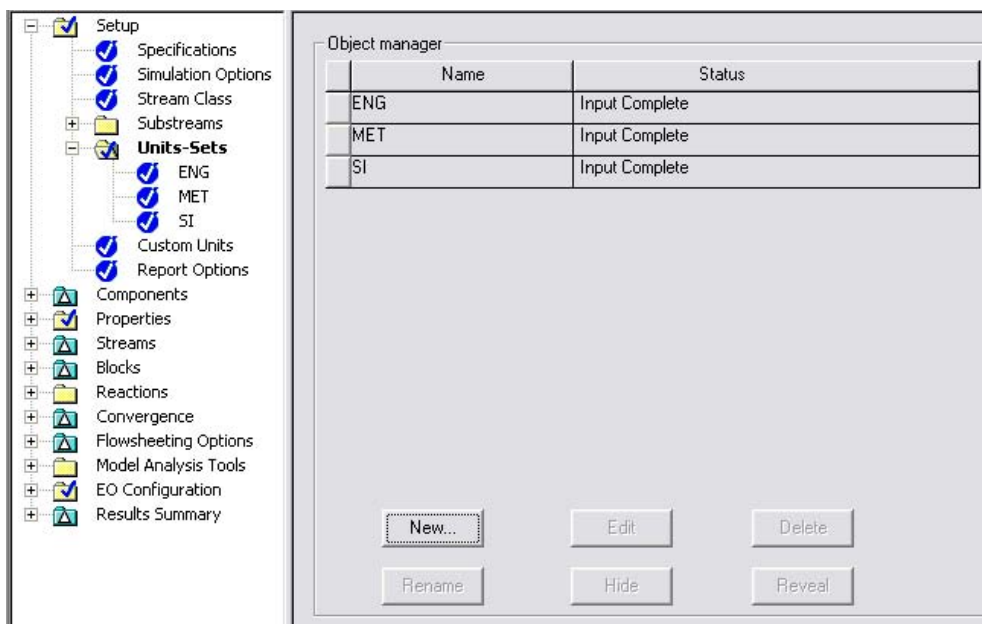 Setup
Specifications
Simulation Options
Stream Class
Substreams
Units-Sets
ENG
MET
SI
Custom Units
Report Options
Components
Properties
Streams
Blocks
Reactions
Convergence
Flowsheeting Options
Model Analysis Tools
EO Configuration
Results Summary
Object manager
Name Status
ENG Input Complete
MET Input Complete
SI Input Complete
New... Edit Delete
Rename Hide Reveal